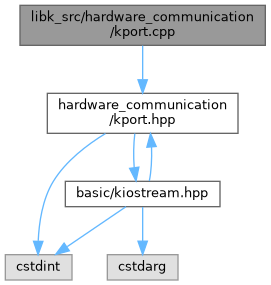 libk_src/hardware_communication
/kport.cpp
hardware_communication
/kport.hpp
basic/kiostream.hpp
cstdint
cstdarg